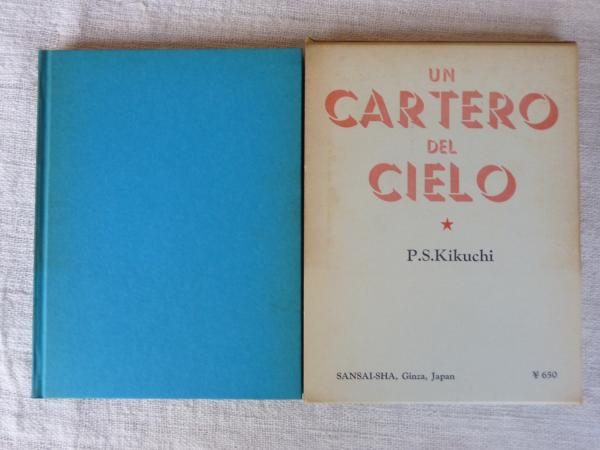 UN
CARTERO
DEL
CIELO
★
P.S.Kikuchi
SANSAI-SHA, Ginza, Japan
¥ 650